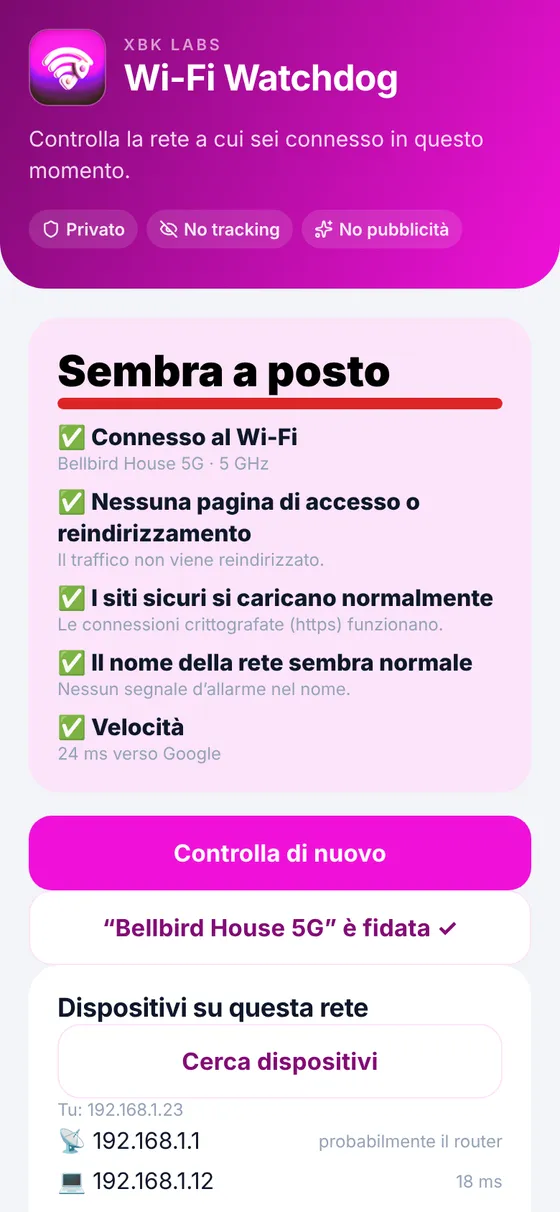 XBK LABS
Wi-Fi Watchdog
Controlla la rete a cui sei connesso in questo
momento.
Privato
No tracking
No pubblicità
Sembra a posto
✅ Connesso al Wi-Fi
Bellbird House 5G · 5 GHz
✅ Nessuna pagina di accesso o
reindirizzamento
Il traffico non viene reindirizzato.
✅ I siti sicuri si caricano normalmente
Le connessioni crittografate (https) funzionano.
✅ Il nome della rete sembra normale
Nessun segnale d’allarme nel nome.
✅ Velocità
24 ms verso Google
Controlla di nuovo
“Bellbird House 5G” è fidata ✓
Dispositivi su questa rete
Cerca dispositivi
Tu: 192.168.1.23
📡 192.168.1.1 probabilmente il router
💻 192.168.1.12 18 ms